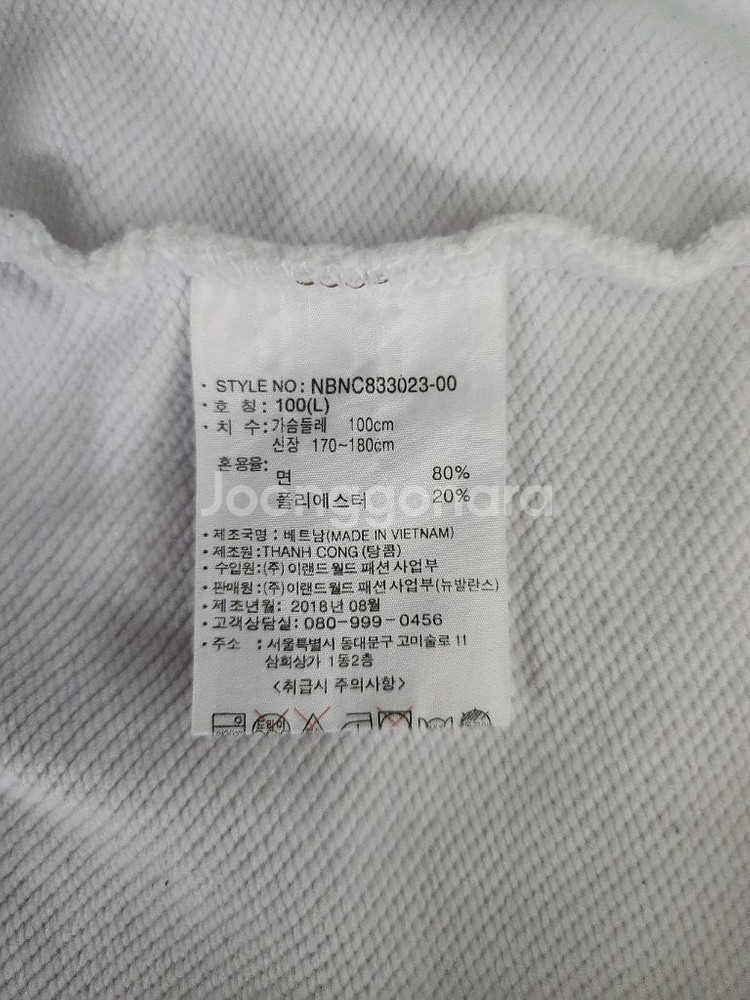 · STYLE NO: NBNC833023-00
· 호 칭: 100(L)
· 치 수: 가슴둘레 100cm
신장 170~180cm
혼용율:
면 80%
폴리에스터 20%
Joonggonara
· 제조국명 : 베트남(MADE IN VIETNAM)
· 제조원: THANH CONG (탕콤)
· 수입원: (주) 이랜드월드 패션사업부
· 판매원: (주) 이랜드월드 패션사업부(뉴발란스)
· 제조년월: 2018년 08월
· 고객상담실: 080-999-0456
· 주소 : 서울특별시 동대문구 고미술로 11
삼희상가 1동2층
<취급시 주의사항>
드라이